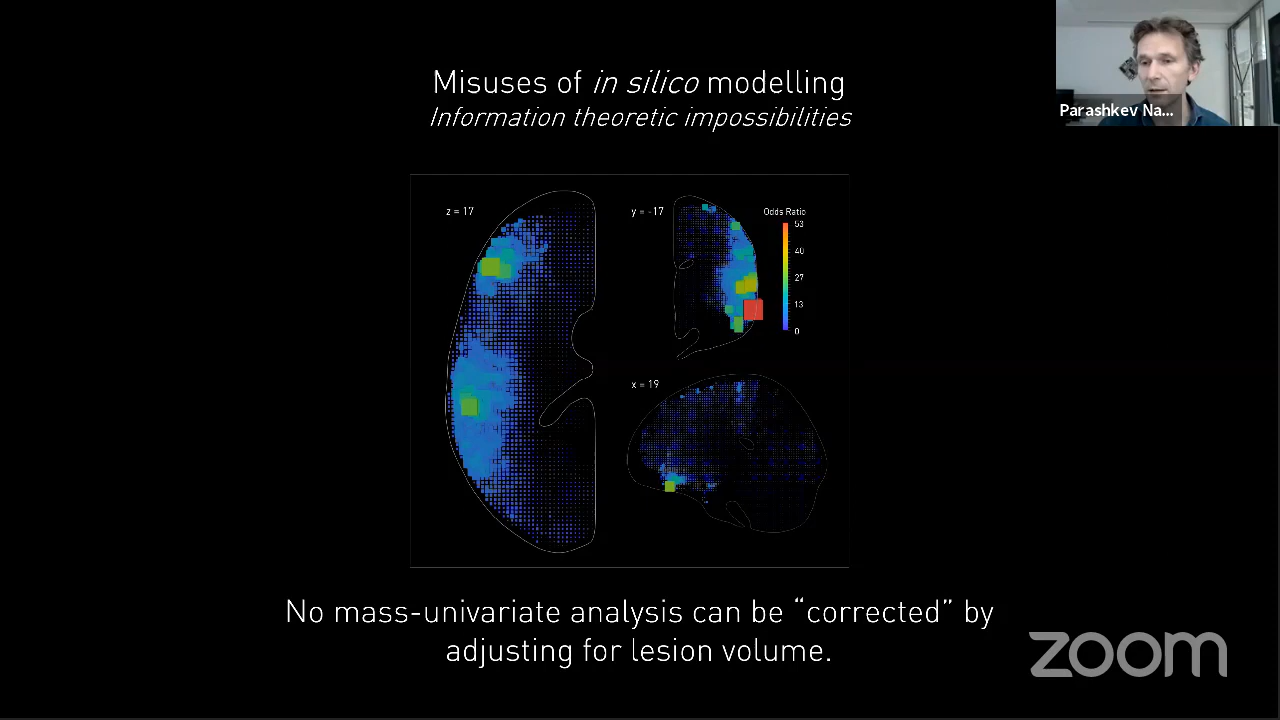 Misuses of in silico modelling
Information theoretic impossibilities
Parashkev Na...
z = 17
y = -17
Odds Ratio
53
40
27
13
0
x = 19
No mass-univariate analysis can be “corrected” by
adjusting for lesion volume.
zoom